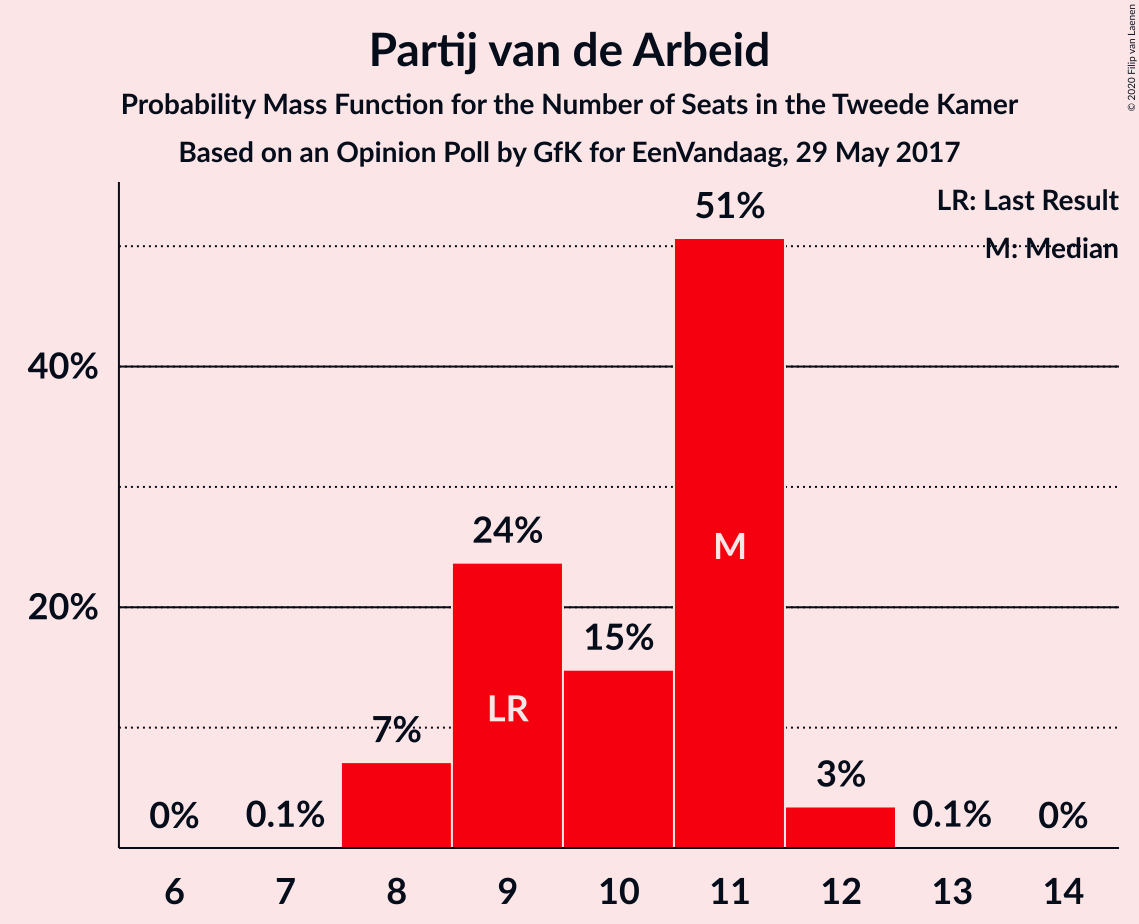 Partij van de Arbeid
Probability Mass Function for the Number of Seats in the Tweede Kamer
Based on an Opinion Poll by GfK for EenVandaag, 29 May 2017
© 2020 Filip van Laenen
LR: Last Result
M: Median
51%
40%
24%
M
20%
15%
LR
7%
3%
0%
0.1%
0.1%
0%
6 7 8 9 10 11 12 13 14